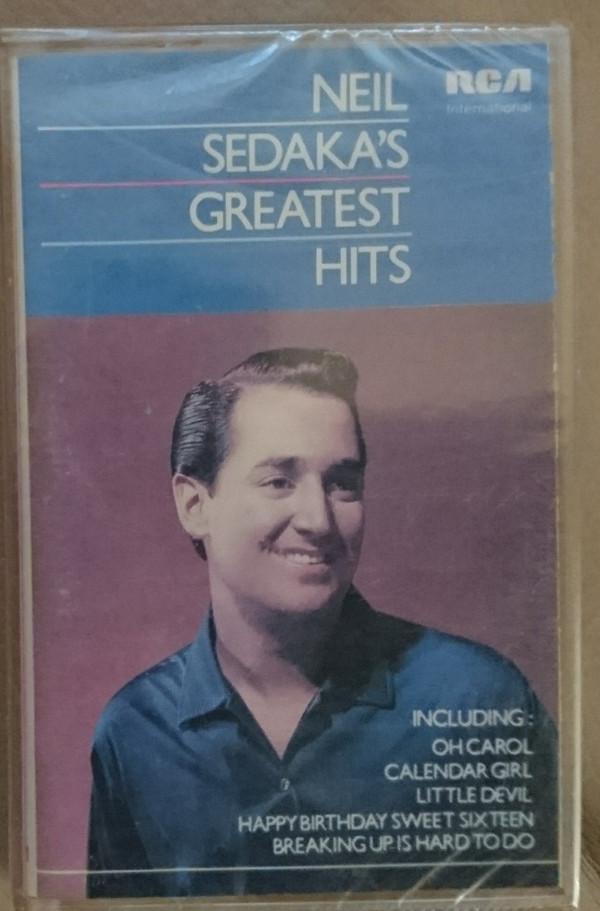 NEIL
SEDAKA'S
GREATEST
HITS
RCA
International
INCLUDING:
OH CAROL
CALENDAR GIRL
LITTLE DEVIL
HAPPY BIRTHDAY SWEET SIXTEEN
BREAKING UP IS HARD TO DO